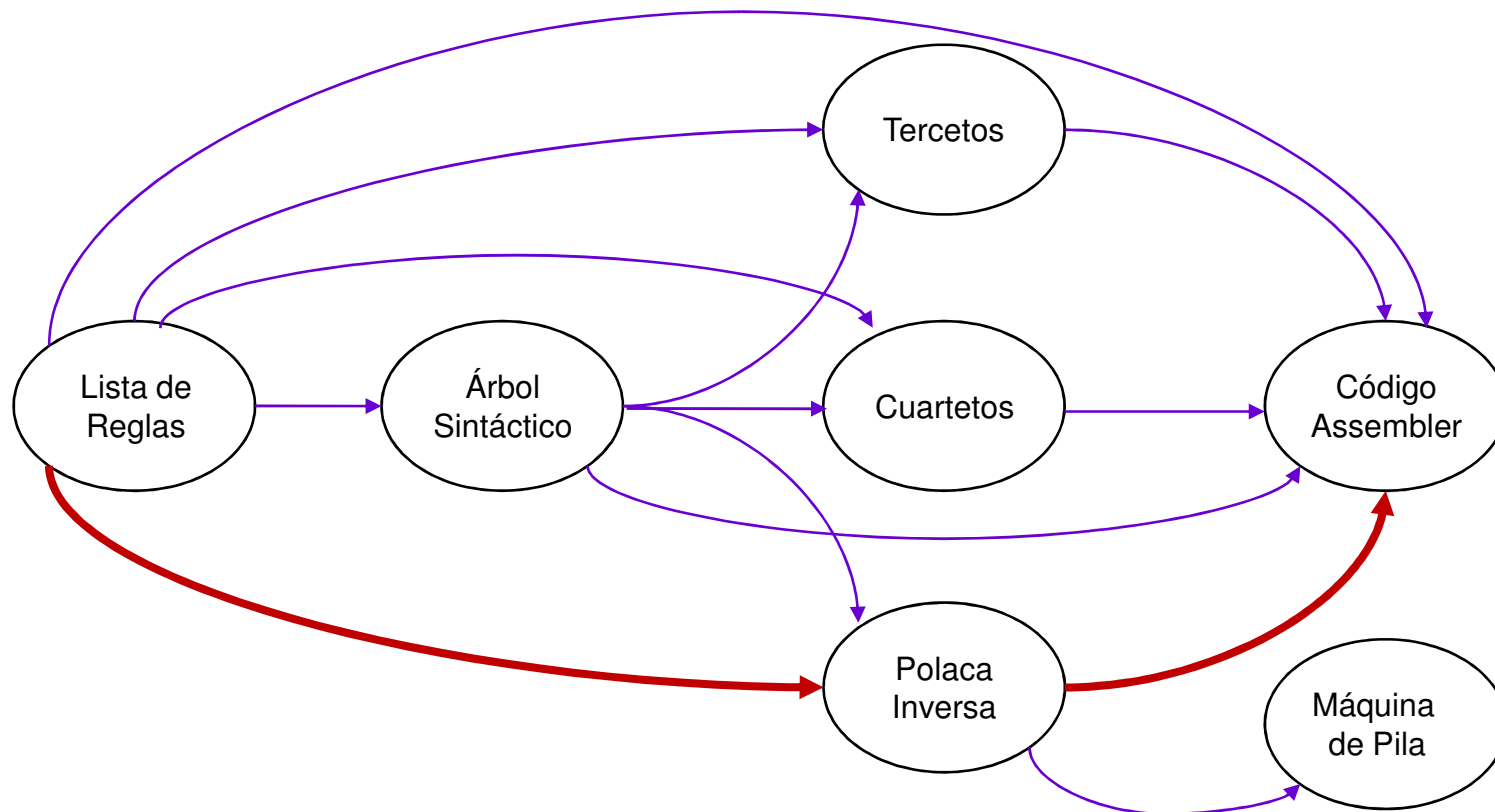 Tercetos
Lista de
Reglas
Árbol
Sintáctico
Cuartetos
Código
Assembler
Polaca
Inversa
Máquina
de Pila